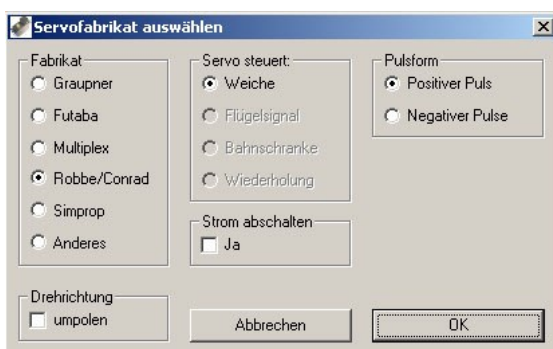 Servofabrikat auswählen
Fabrikat
Graupner
Futaba
Multiplex
Robbe/Conrad
Simprop
Anderes
Servo steuert:
Weiche
Flügelsignal
Bahnschranke
Wiederholung
Pulsform
Positiver Puls
Negativer Pulse
Strom abschalten
Ja
Drehrichtung
umpolen
Abbrechen
OK